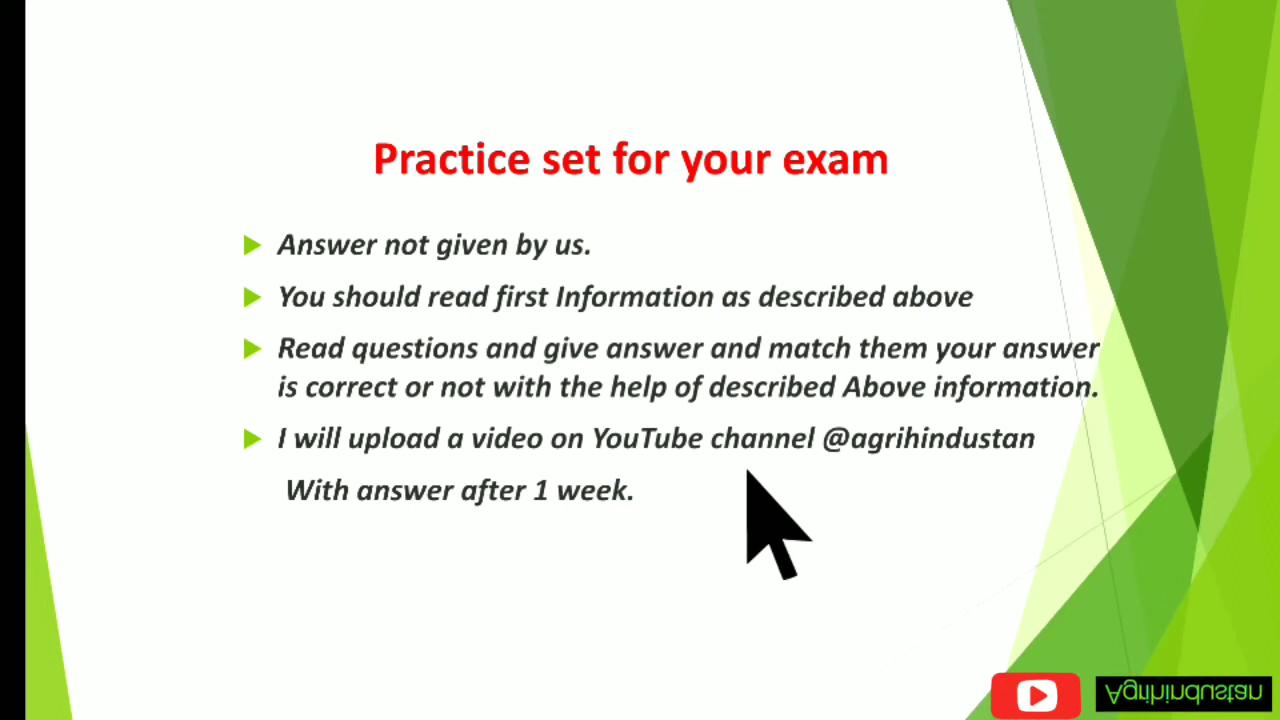 Practice set for your exam
Answer not given by us.
You should read first Information as described above
Read questions and give answer and match them your answer
is correct or not with the help of described Above information.
I will upload a video on YouTube channel @agrihindustan
With answer after 1 week.
Agrihindustan